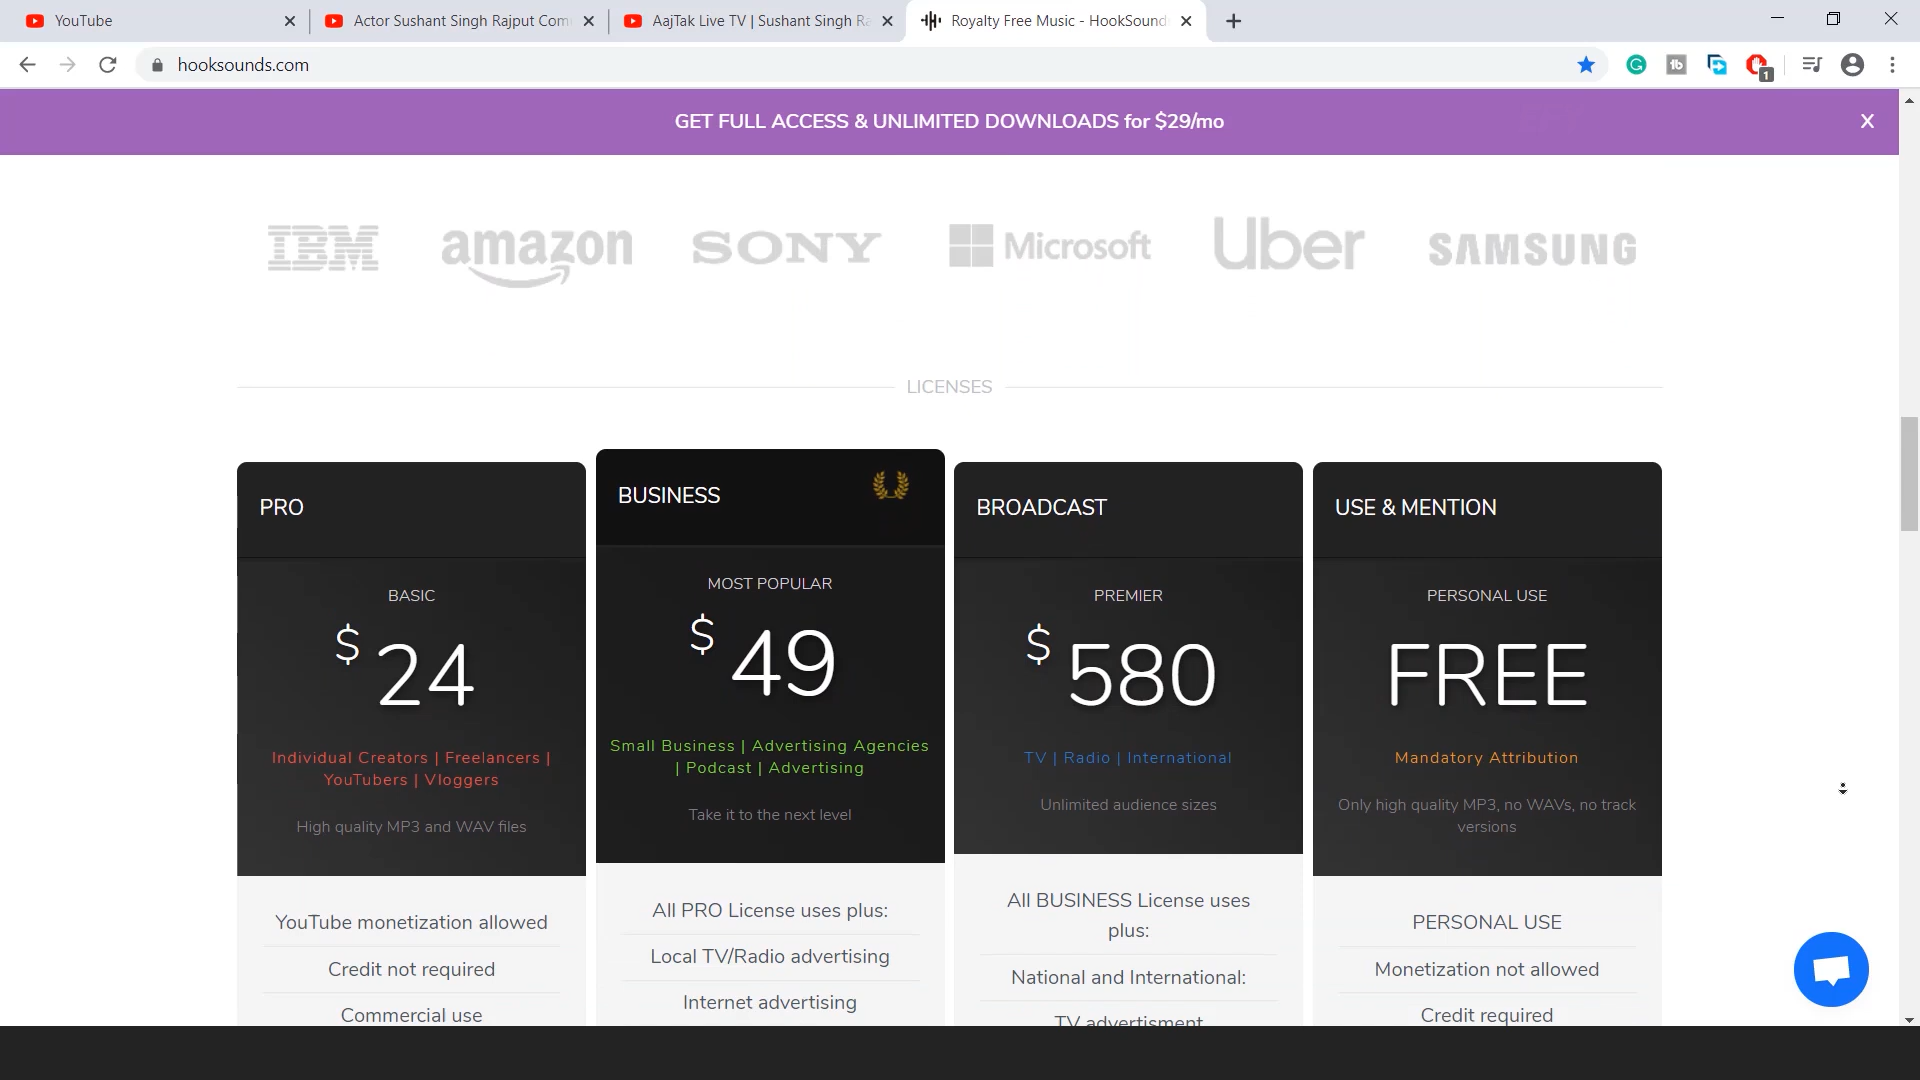 YouTube
Actor Sushant Singh Rajput Com
AajTak Live TV | Sushant Singh Ra
Royalty Free Music - HookSound
hooksounds.com
1
GET FULL ACCESS & UNLIMITED DOWNLOADS for $29/mo
X
IBM
amazon
SONY
Microsoft
Uber
SAMSUNG
LICENSES
PRO
BASIC
$ 24
Individual Creators | Freelancers |
YouTubers | Vloggers
High quality MP3 and WAV files
YouTube monetization allowed
Credit not required
Commercial use
BUSINESS
MOST POPULAR
$ 49
Small Business | Advertising Agencies
| Podcast | Advertising
Take it to the next level
All PRO License uses plus:
Local TV/Radio advertising
Internet advertising
BROADCAST
PREMIER
$ 580
TV | Radio | International
Unlimited audience sizes
All BUSINESS License uses
plus:
National and International:
TV advertisment
USE & MENTION
PERSONAL USE
FREE
Mandatory Attribution
Only high quality MP3, no WAVs, no track
versions
PERSONAL USE
Monetization not allowed
Credit required